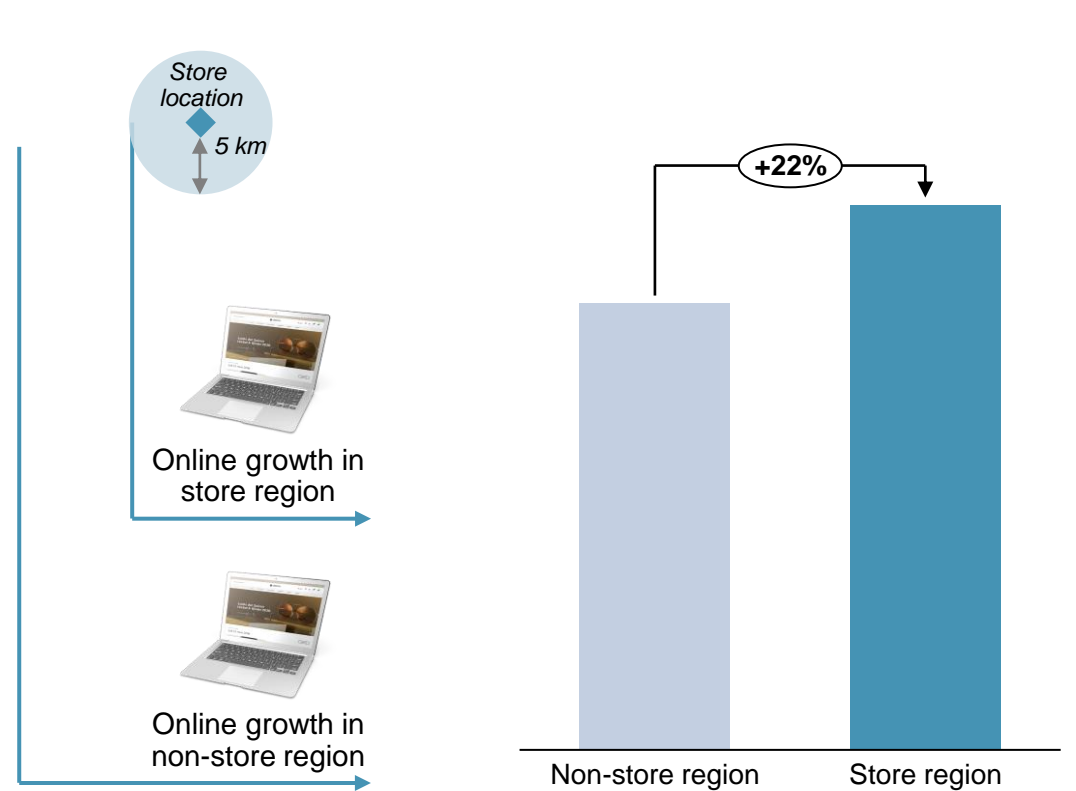 Store
location
5 km
Online growth in
store region
Online growth in
non-store region
+22%
Non-store region
Store region